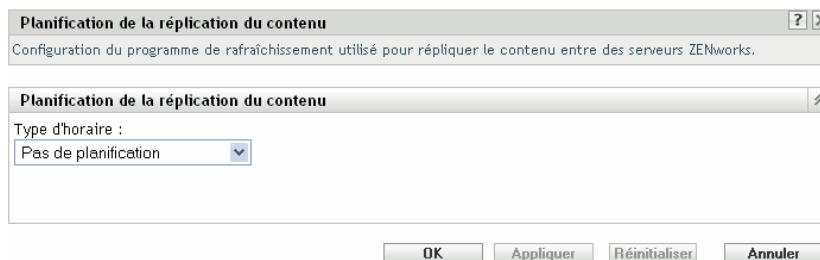 Planification de la réplication du contenu ?
Configuration du programme de rafraîchissement utilisé pour répliquer le contenu entre des serveurs ZENworks.
Planification de la réplication du contenu
Type d'horaire :
Pas de planification
OK Appliquer Réinitialiser Annuler